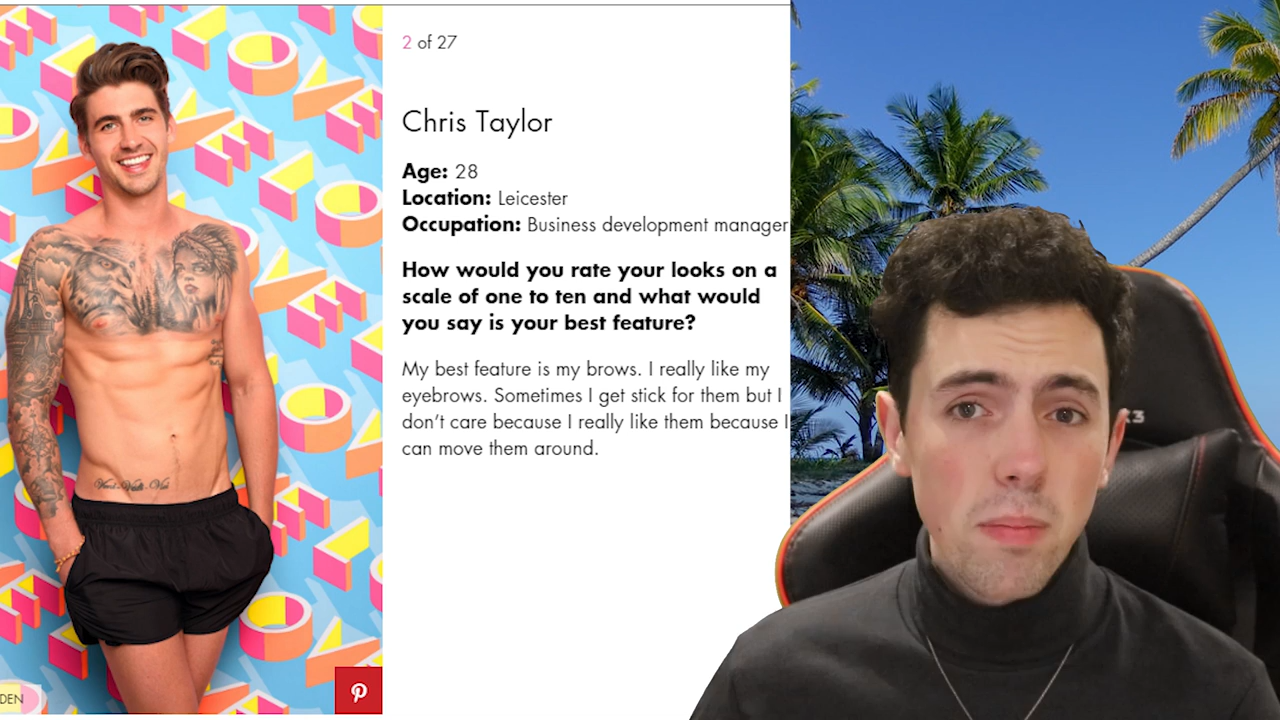 2 of 27
Chris Taylor
Age: 28
Location: Leicester
Occupation: Business development manager
How would you rate your looks on a
scale of one to ten and what would
you say is your best feature?
My best feature is my brows. I really like my
eyebrows. Sometimes I get stick for them but I
don’t care because I really like them because I
can move them around.
DEN